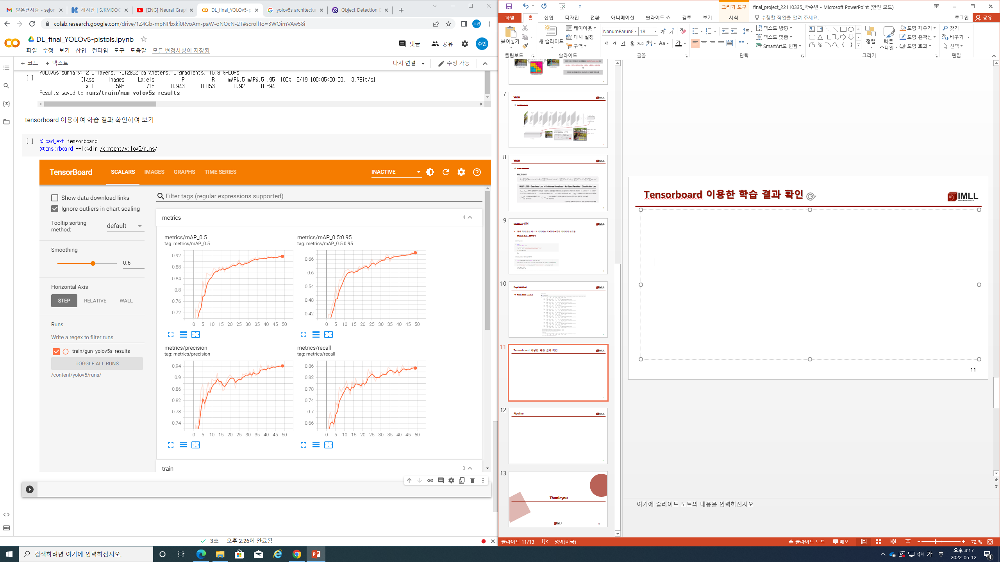 받은편지함 - sejon
게시판 | SJKMOOC
[ENG] Neural Grap
DL_final_YOLOv5-p
yolov5s architectur
Object Detection D
colab.research.google.com/drive/1Z4Gb-mpNPbxki0RvoAm-paW-oNOcN-2T#scrollTo=3WOirnVAw58i
수빈
DL_final_YOLOv5-pistols.ipynb
파일 수정 보기 삽입 런타임 도구 도움말 모든 변경사항이 저장됨
댓글 공유 수빈
+ 코드 + 텍스트
다시 연결 수정 가능
YOLOv5s summary: 213 layers, 7012822 parameters, 0 gradients, 15.8 GFLOPs
Class Images Labels P R mAP@.5 mAP@.5:.95: 100% 19/19 [00:05<00:00, 3.78it/s]
all 595 715 0.943 0.853 0.92 0.694
Results saved to runs/train/gun_yolov5s_results
tensorboard 이용하여 학습 결과 확인하여 보기
[ ] %load_ext tensorboard
%tensorboard --logdir /content/yolov5/runs/
TensorBoard SCALARS IMAGES GRAPHS TIME SERIES INACTIVE
Show data download links
Ignore outliers in chart scaling
Tooltip sorting method: default
Smoothing
0.6
Horizontal Axis
STEP RELATIVE WALL
Runs
Write a regex to filter runs
train/gun_yolov5s_results
TOGGLE ALL RUNS
/content/yolov5/runs/
Filter tags (regular expressions supported)
metrics 4
metrics/mAP_0.5
tag: metrics/mAP_0.5
0.92
0.88
0.84
0.8
0.76
0.72
0 5 10 15 20 25 30 35 40 45 50
metrics/mAP_0.5:0.95
tag: metrics/mAP_0.5:0.95
0.66
0.6
0.54
0.48
0.42
0 5 10 15 20 25 30 35 40 45 50
metrics/precision
tag: metrics/precision
0.94
0.9
0.86
0.82
0.78
0.74
0 5 10 15 20 25 30 35 40 45 50
metrics/recall
tag: metrics/recall
0.86
0.82
0.78
0.74
0.7
0.66
0 5 10 15 20 25 30 35 40 45 50
train 3
3초 오후 2:26에 완료됨
그리기 도구
final_project_22110335_박수빈 - Microsoft PowerPoint (안전 모드)
파일 홈 삽입 디자인 전환 애니메이션 슬라이드 쇼 검토 보기 서식 수행할 작업을 알려 주세요.
로그인 공유
붙여넣기
클립보드
새 슬라이드
레이아웃
다시 설정
구역
슬라이드
NanumBarunG 18
글꼴
텍스트 방향
텍스트 맞춤
SmartArt로 변환
단락
정렬
빠른 스타일
도형 채우기
도형 윤곽선
도형 효과
그리기
찾기
바꾸기
선택
편집
7
YOLO
IMLL
8
YOLO
IMLL
MULTI LOSS
9
Dataset 설명
IMLL
10
Experiment
IMLL
11
Tensorboard 이용한 학습 결과 확인
IMLL
12
Pipeline
IMLL
13
Thank you
IMLL
Tensorboard 이용한 학습 결과 확인
IMLL
11
여기에 슬라이드 노트의 내용을 입력하십시오
슬라이드 11/13 영어(미국)
슬라이드 노트 메모 72 %
검색하려면 여기에 입력하십시오.
가
오후 4:17
2022-05-12
4